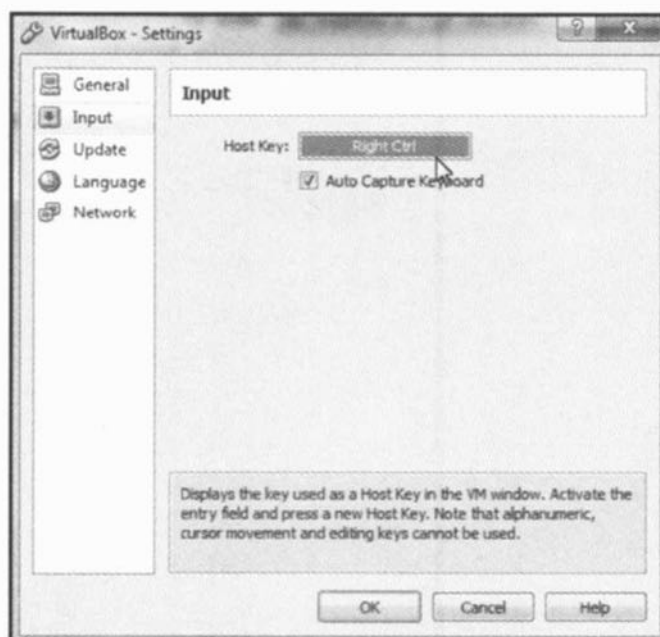 VirtualBox - Settings
General
Input
Update
Language
Network
Input
Host Key: Right Ctrl
Auto Capture Keyboard
Displays the key used as a Host Key in the VM window. Activate the
entry field and press a new Host Key. Note that alphanumeric,
cursor movement and editing keys cannot be used.
OK Cancel Help